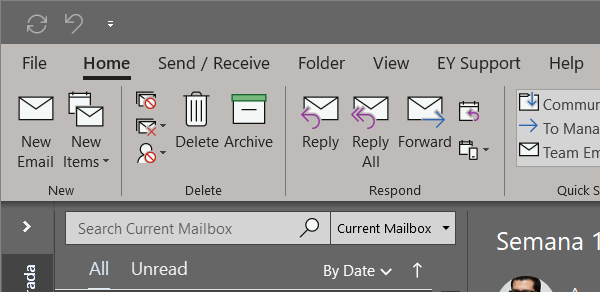 File Home Send / Receive Folder View EY Support Help
New Email
New Items
Delete
Archive
Reply
Reply All
Forward
Commun
To Mana
Team Em
New
Delete
Respond
Quick S
Search Current Mailbox
Current Mailbox
Semana 1
All
Unread
By Date
rada